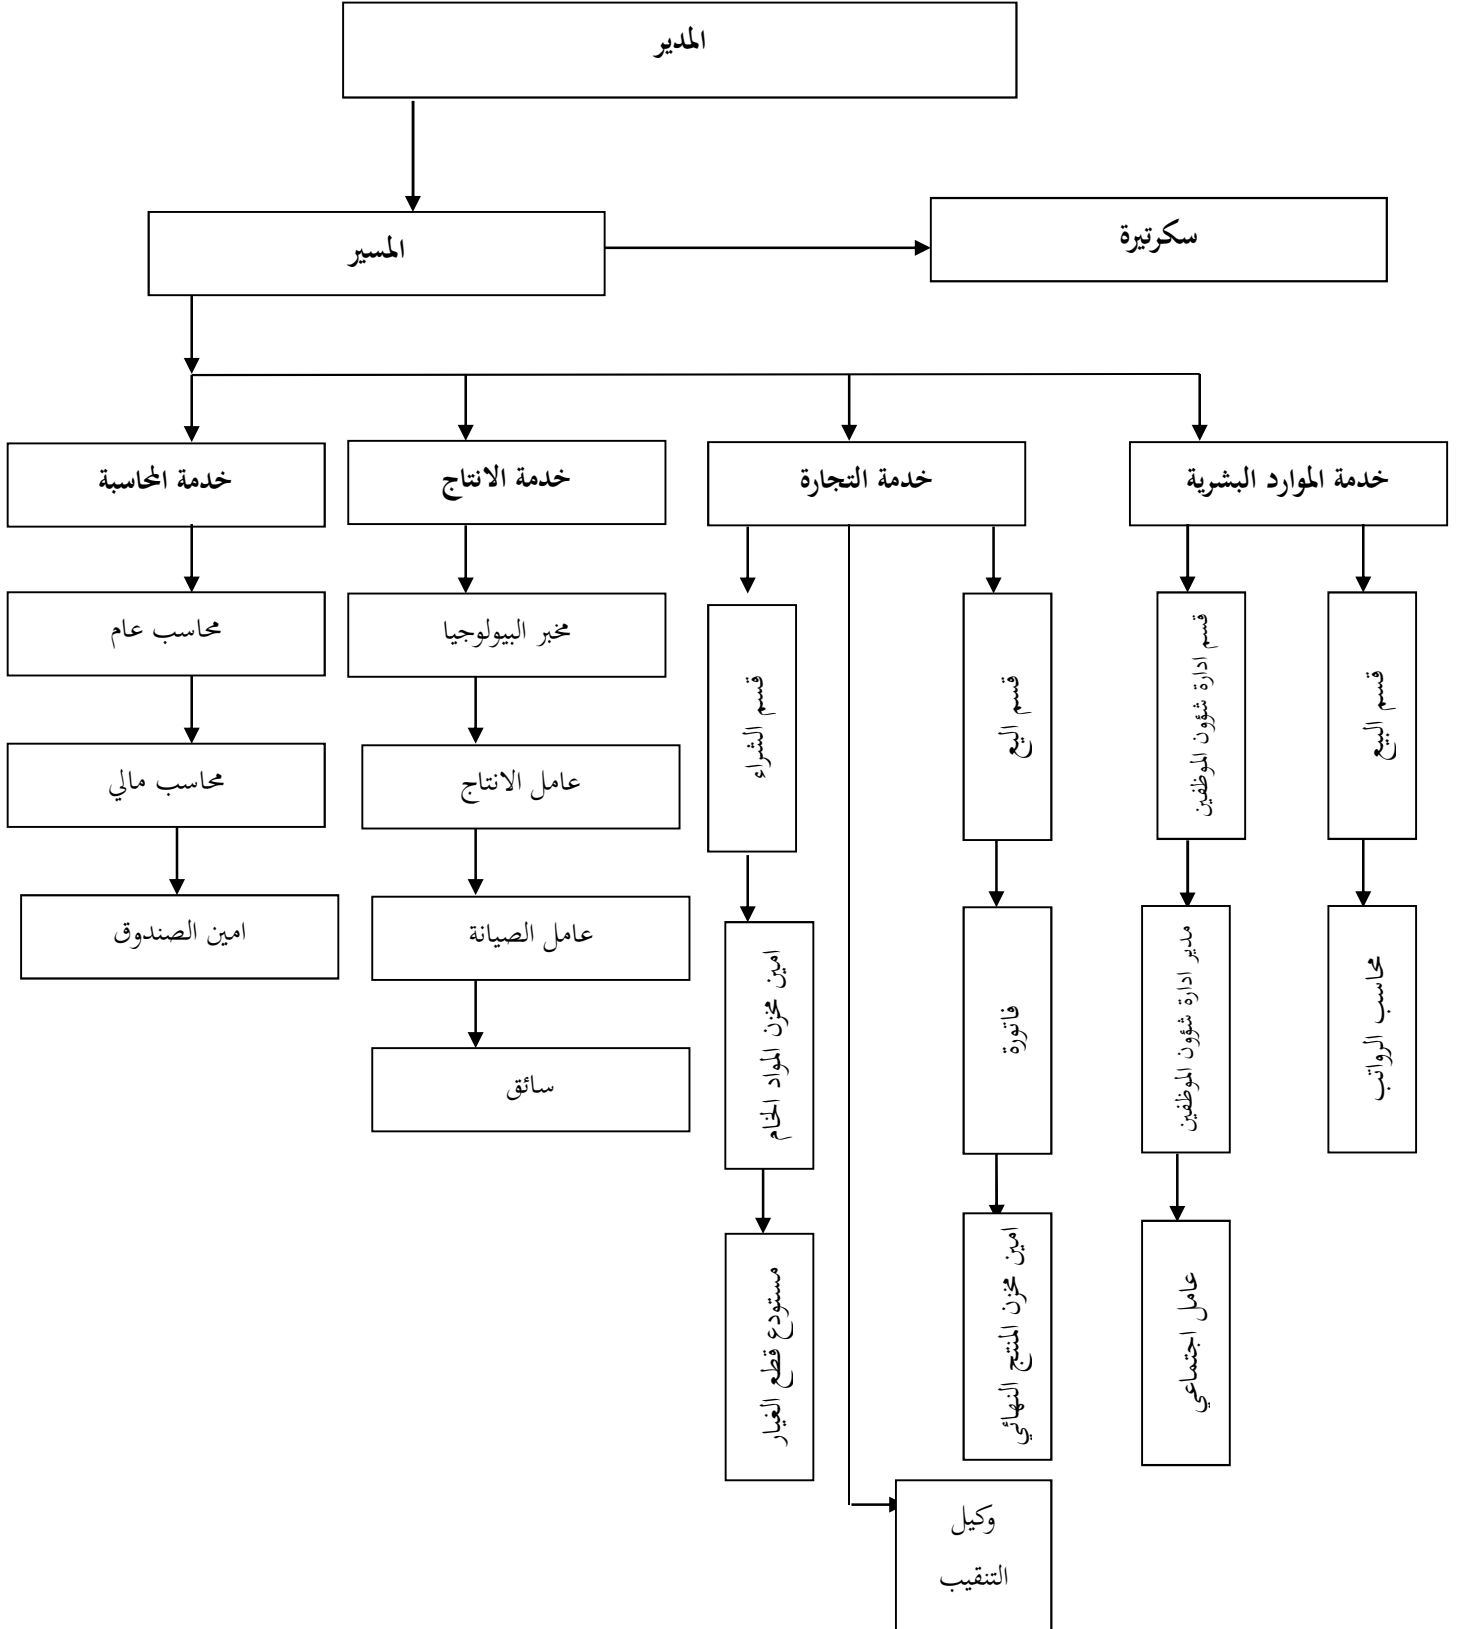 المدير
سكرتيرة
المسير
خدمة الموارد البشرية
خدمة التجارة
خدمة الانتاج
خدمة المحاسبة
قسم البيع
محاسب الرواتب
قسم ادارة شؤون الموظفين
مدير ادارة شؤون الموظفين
عامل اجتماعي
قسم اليع
فاتورة
امين مخزن المنتج النهائي
وكيل
التنقيب
قسم الشراء
امين مخزن المواد الخام
مستودع قطع الغيار
مخبر البيولوجيا
عامل الانتاج
عامل الصيانة
سائق
محاسب عام
محاسب مالي
امين الصندوق